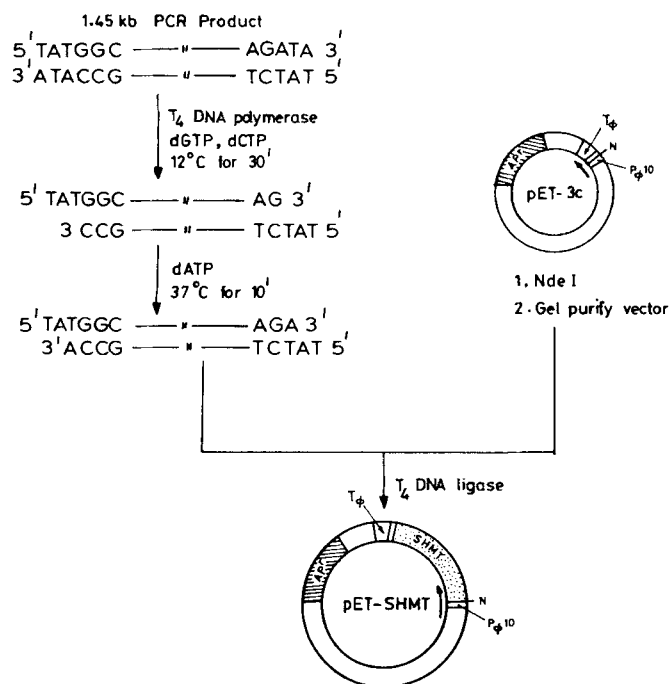 1.45 kb PCR Product
5' TATGGC — " — AGATA 3'
3' ATACCG — " — TCTAT 5'
T4 DNA polymerase
dGTP, dCTP
12°C for 30'
5' TATGGC — " — AG 3'
3 CCG — " — TCTAT 5'
dATP
37°C for 10'
5' TATGGC — " — AGA 3'
3' ACCG — " — TCTAT 5'
Tϕ
N
Pϕ10
APr
pET-3c
1. Nde I
2. Gel purify vector
T4 DNA ligase
Tϕ
SHMT
APr
pET-SHMT
N
Pϕ10